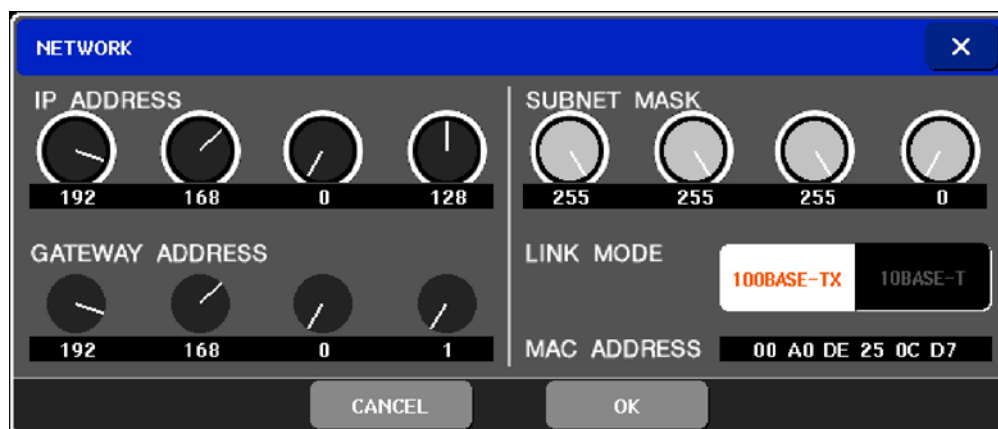 NETWORK
IP ADDRESS
192 168 0 128
GATEWAY ADDRESS
192 168 0 1
SUBNET MASK
255 255 255 0
LINK MODE
100BASE-TX 10BASE-T
MAC ADDRESS 00 A0 DE 25 0C D7
CANCEL OK